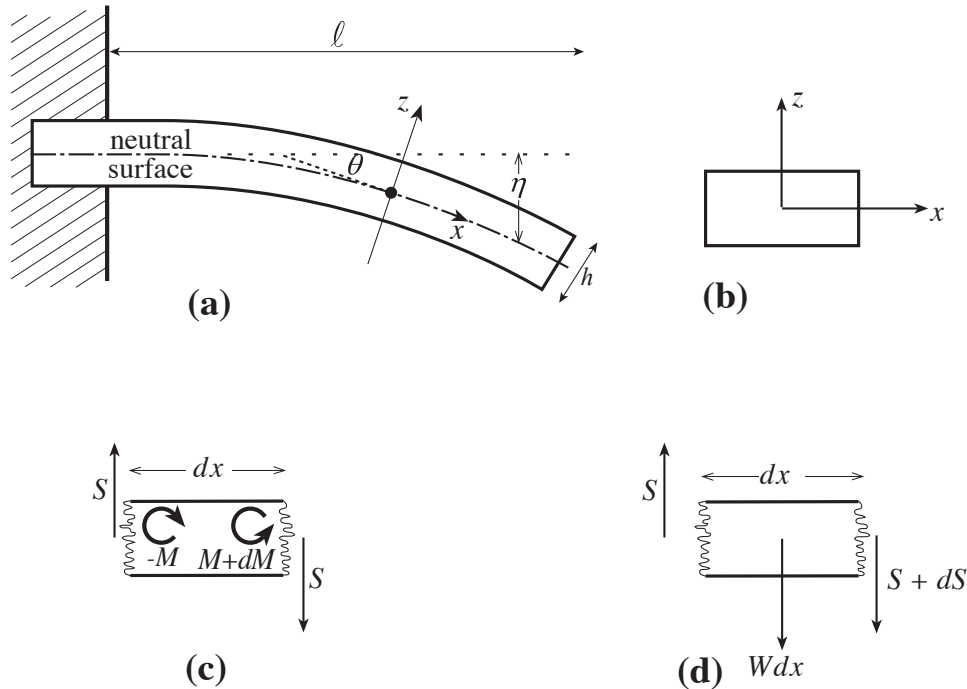 ℓ
z
neutral
surface
θ
η
x
h
(a)
z
x
(b)
dx
S
-M M+dM
S
(c)
dx
S
S + dS
Wdx
(d)